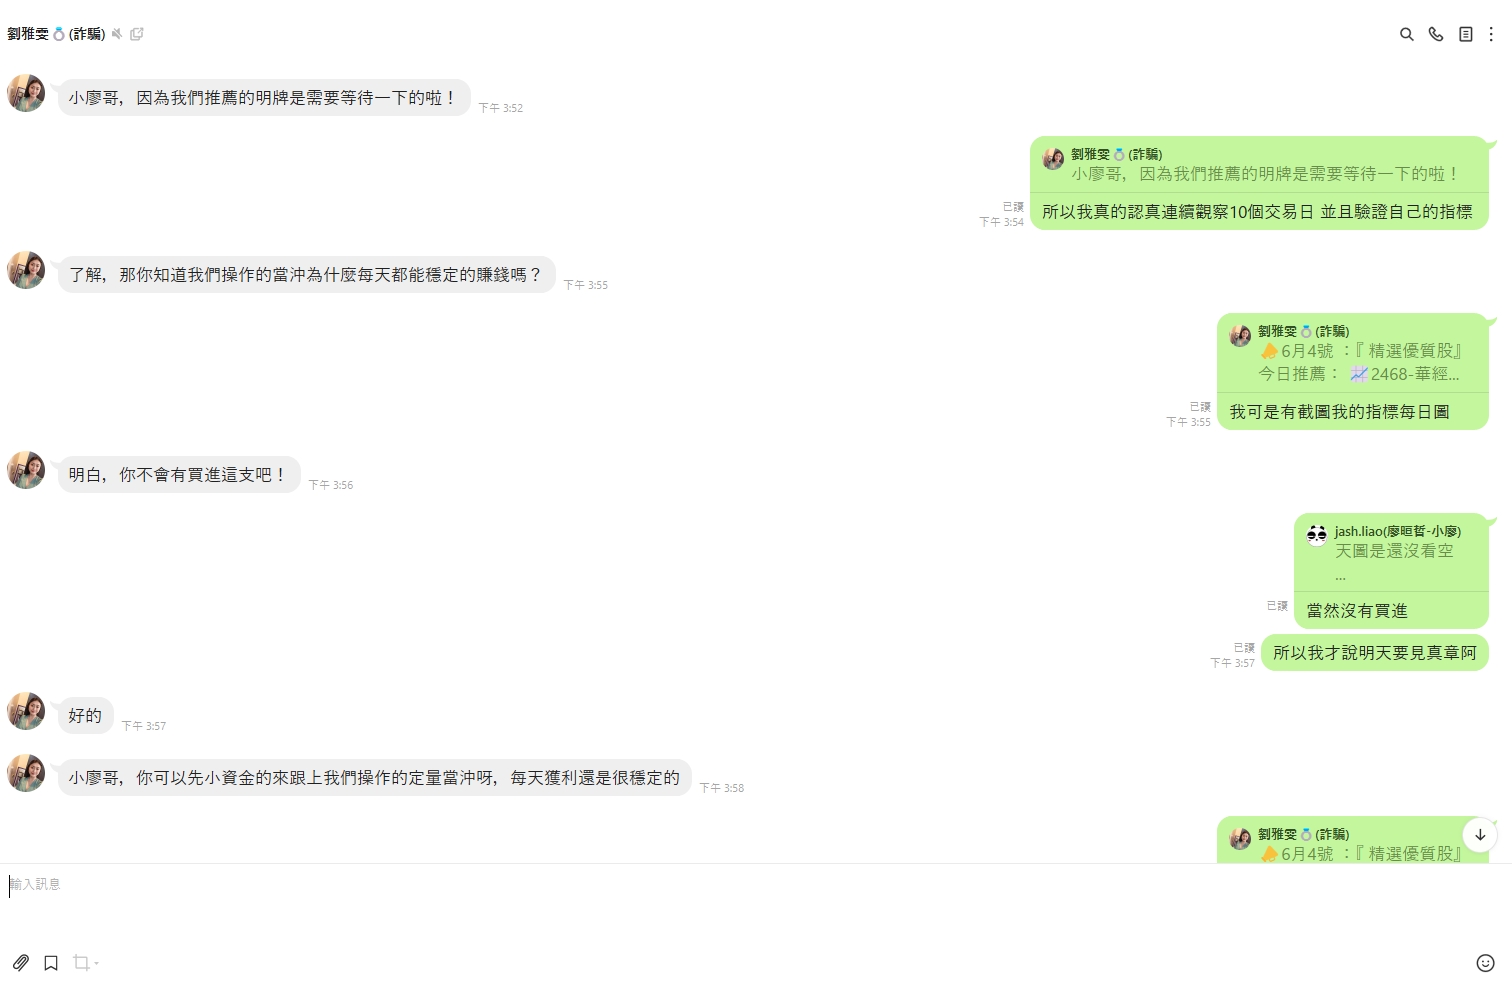 劉雅雯💍(詐騙)
小廖哥，因為我們推薦的明牌是需要等待一下的啦！
下午 3:52
劉雅雯💍(詐騙)
小廖哥，因為我們推薦的明牌是需要等待一下的啦！
所以我真的認真連續觀察10個交易日 並且驗證自己的指標
已讀
下午 3:54
了解，那你知道我們操作的當沖為什麼每天都能穩定的賺錢嗎？
下午 3:55
劉雅雯💍(詐騙)
📣6月4號 ：『 精選優質股』
今日推薦： 📈2468-華經...
我可是有截圖我的指標每日圖
已讀
下午 3:55
明白，你不會有買進這支吧！
下午 3:56
jash.liao(廖晅晢-小廖)
天圖是還沒看空
...
當然沒有買進
已讀
所以我才說明天要見真章阿
已讀
下午 3:57
好的
下午 3:57
小廖哥，你可以先小資金的來跟上我們操作的定量當沖呀，每天獲利還是很穩定的
下午 3:58
劉雅雯💍(詐騙)
📣6月4號 ：『 精選優質股』
輸入訊息